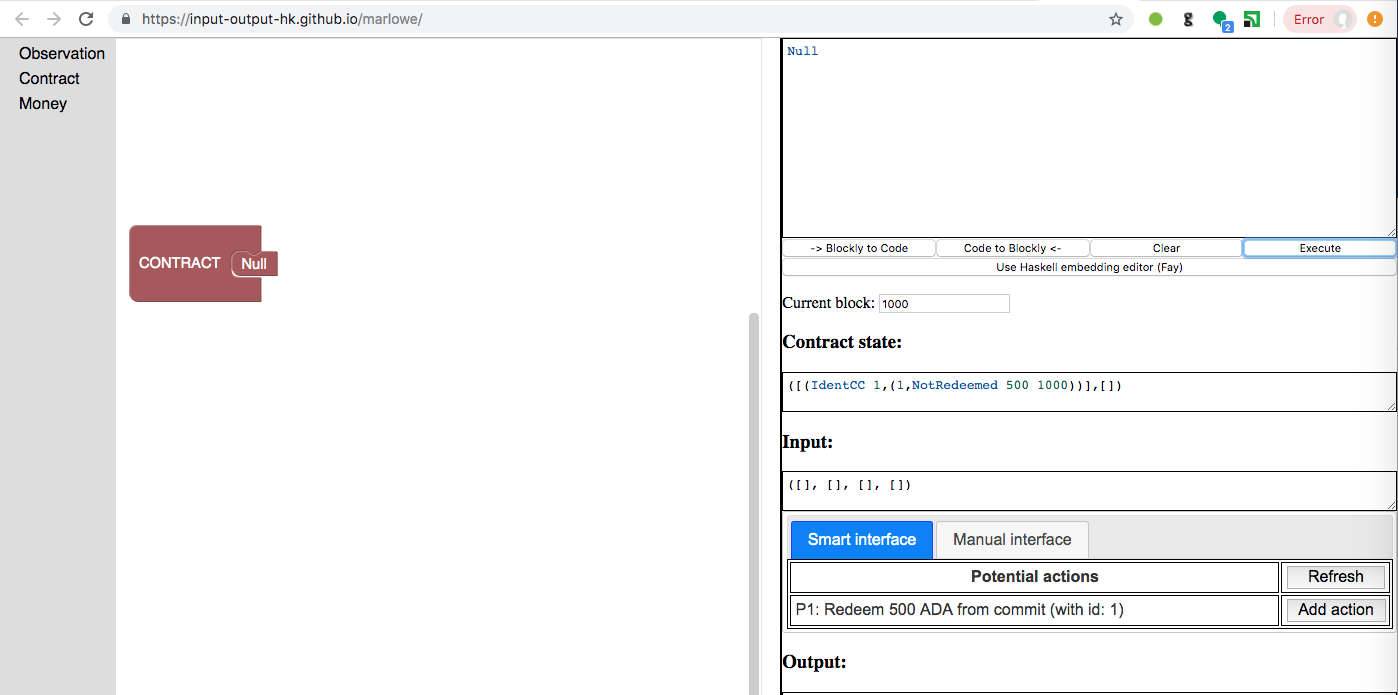 https://input-output-hk.github.io/marlowe/
g
2
Error
Observation
Contract
Money
CONTRACT Null
Null
-> Blockly to Code Code to Blockly <- Clear Execute
Use Haskell embedding editor (Fay)
Current block: 1000
Contract state:
([(IdentCC 1,(1,NotRedeemed 500 1000))],[])
Input:
([], [], [], [])
Smart interface Manual interface
Potential actions Refresh
P1: Redeem 500 ADA from commit (with id: 1) Add action
Output: